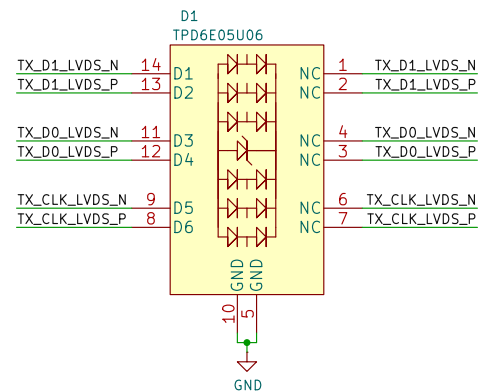 D1
TPD6E05U06
TX_D1_LVDS_N 14 D1 NC 1 TX_D1_LVDS_N
TX_D1_LVDS_P 13 D2 NC 2 TX_D1_LVDS_P
TX_D0_LVDS_N 11 D3 NC 4 TX_D0_LVDS_N
TX_D0_LVDS_P 12 D4 NC 3 TX_D0_LVDS_P
TX_CLK_LVDS_N 9 D5 NC 6 TX_CLK_LVDS_N
TX_CLK_LVDS_P 8 D6 NC 7 TX_CLK_LVDS_P
GND GND
10 5
GND